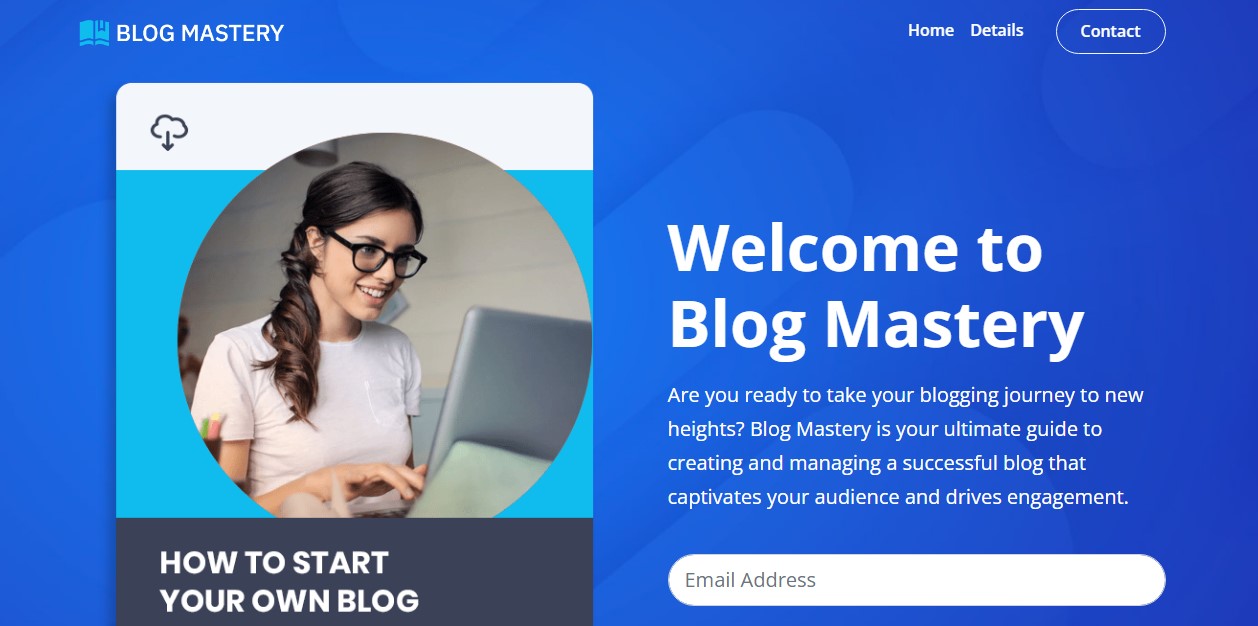 BLOG MASTERY
Home Details Contact
HOW TO START
YOUR OWN BLOG
Welcome to
Blog Mastery
Are you ready to take your blogging journey to new
heights? Blog Mastery is your ultimate guide to
creating and managing a successful blog that
captivates your audience and drives engagement.
Email Address